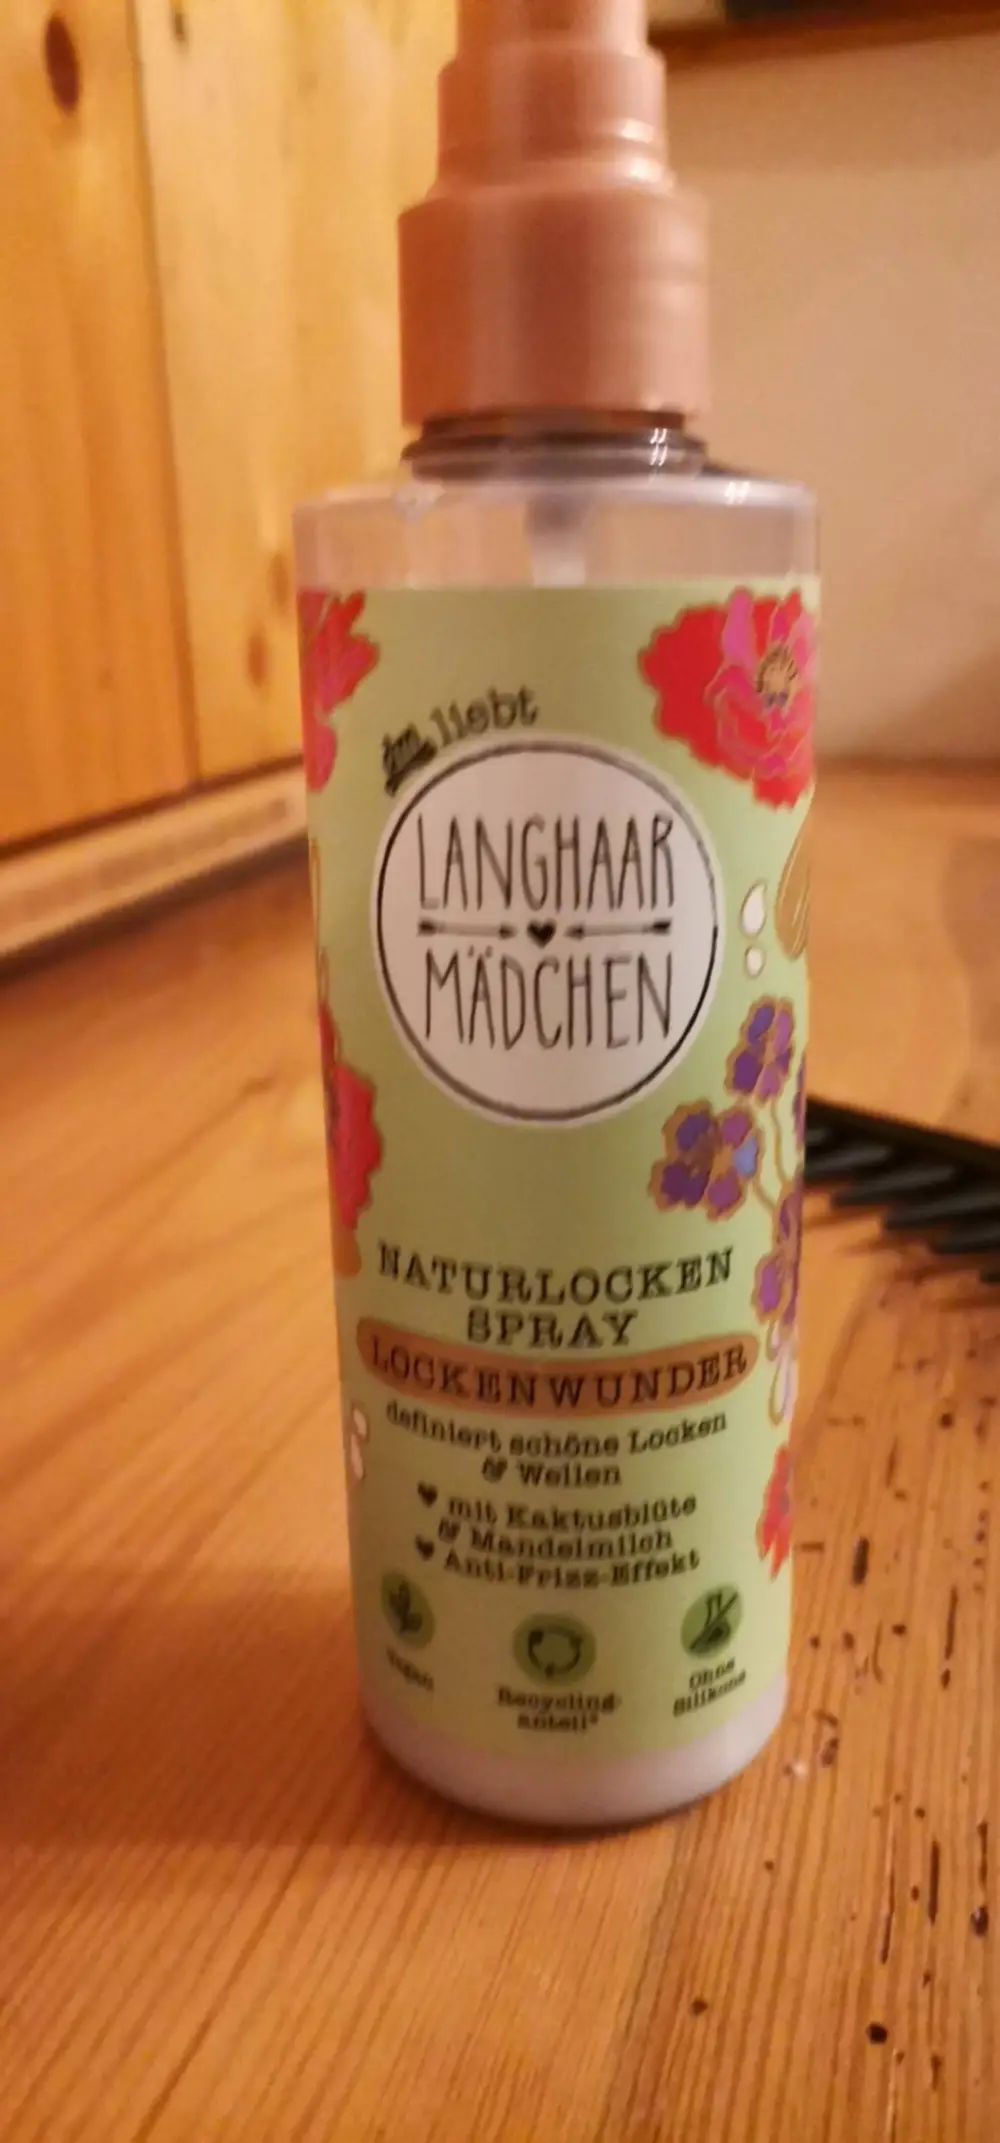 dm liebt
LANGHAAR
MÄDCHEN
NATURLOCKEN
SPRAY
LOCKENWUNDER
definiert schöne Locken
& Wellen
mit Kaktusblüte
& Mandelmilch
Anti-Frizz-Effekt
Vegan
Recycling-
anteil*
Ohne
Silikone